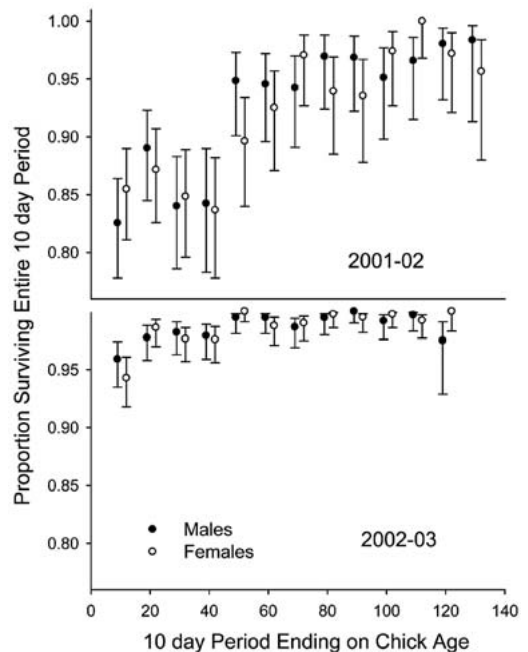 1.00
0.95
0.90
0.85
0.80
2001-02
Proportion Surviving Entire 10 day Period
0.95
0.90
0.85
0.80
Males
Females
2002-03
0 20 40 60 80 100 120 140
10 day Period Ending on Chick Age